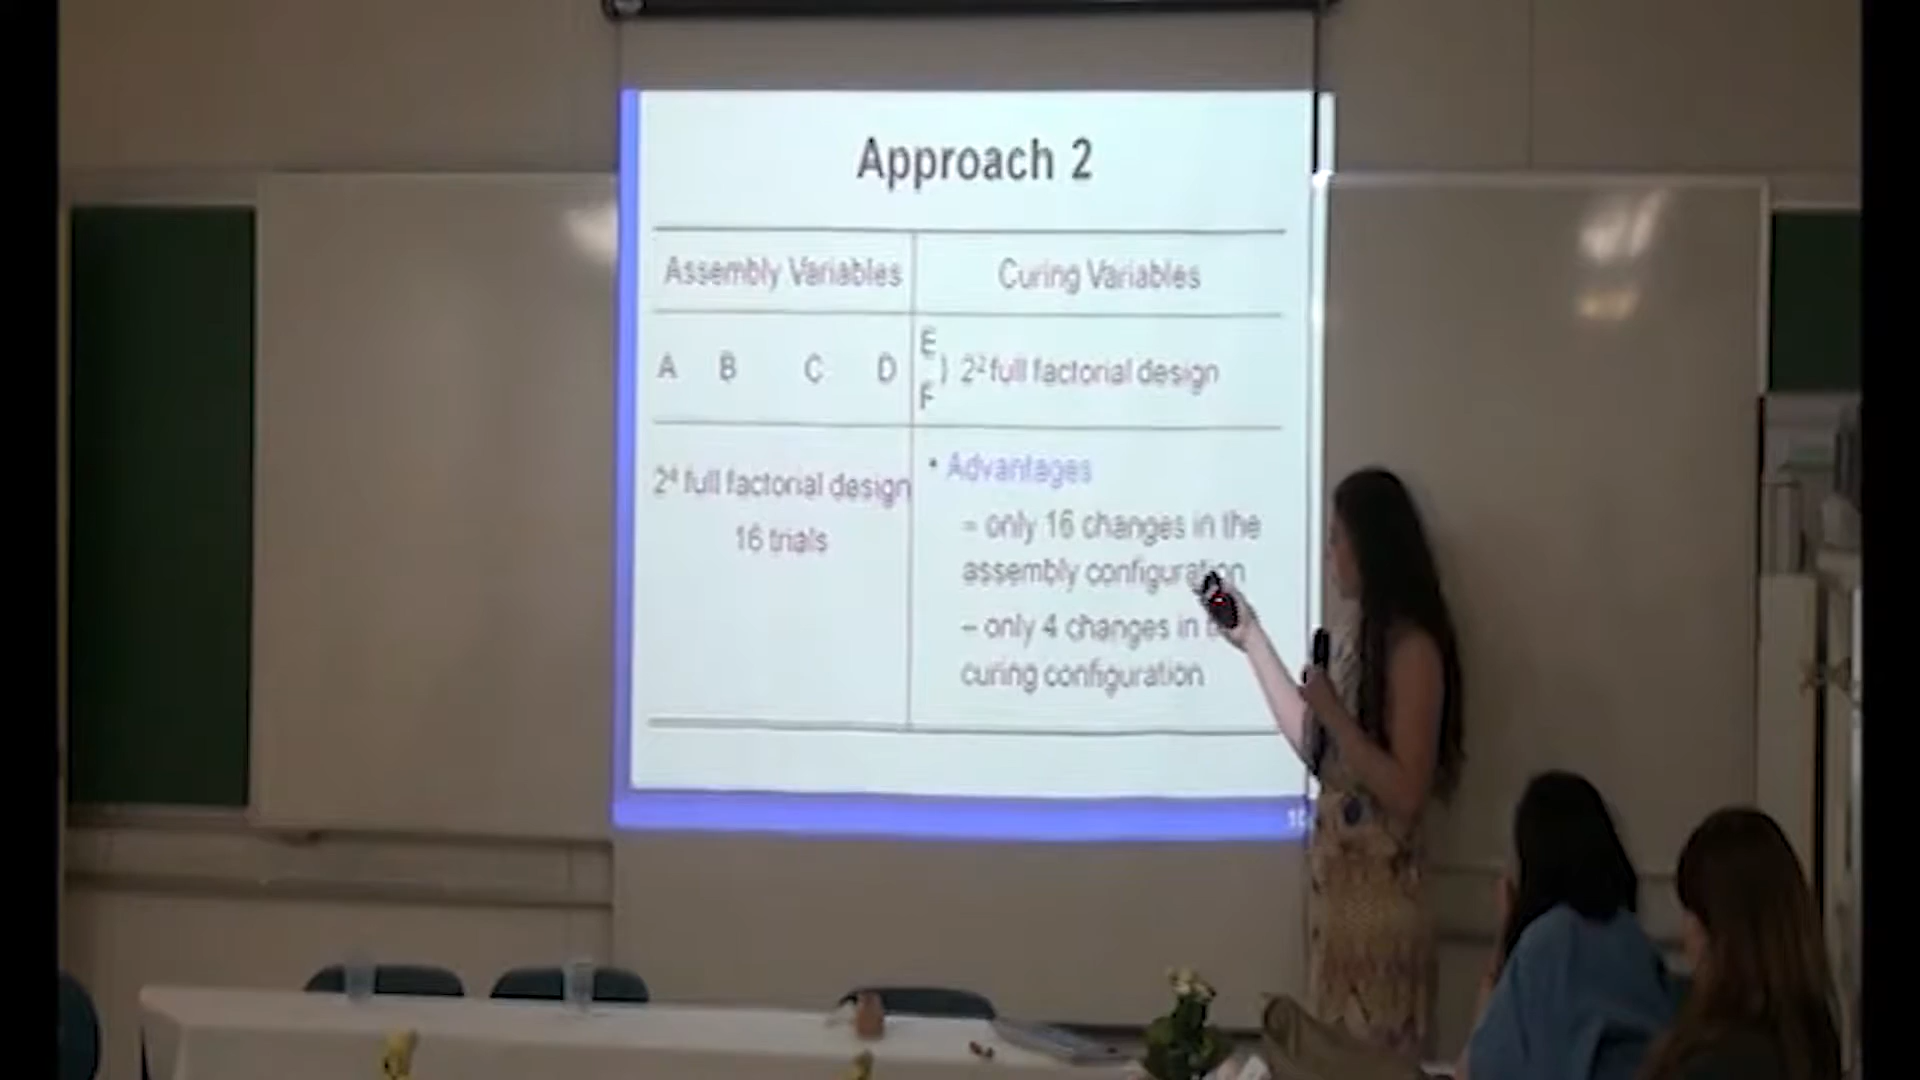 Approach 2
Assembly Variables
Curing Variables
A B C D
E
F
) 2² full factorial design
2⁴ full factorial design
16 trials
• Advantages
– only 16 changes in the
assembly configuration
– only 4 changes in
curing configuration